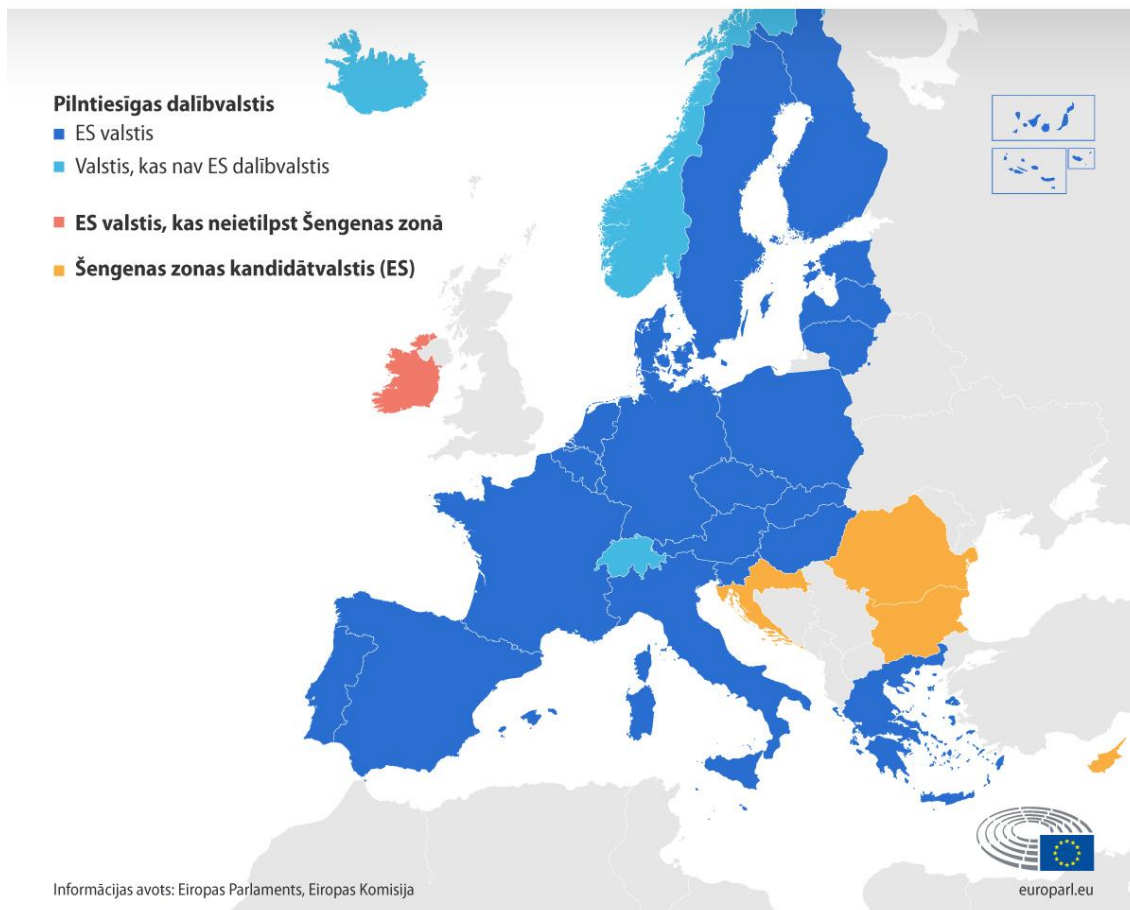 Pilntiesīgas dalībvalstis
ES valstis
Valstis, kas nav ES dalībvalstis
ES valstis, kas neietilpst Šengenas zonā
Šengenas zonas kandidātvalstis (ES)
Informācijas avots: Eiropas Parlaments, Eiropas Komisija
europarl.eu